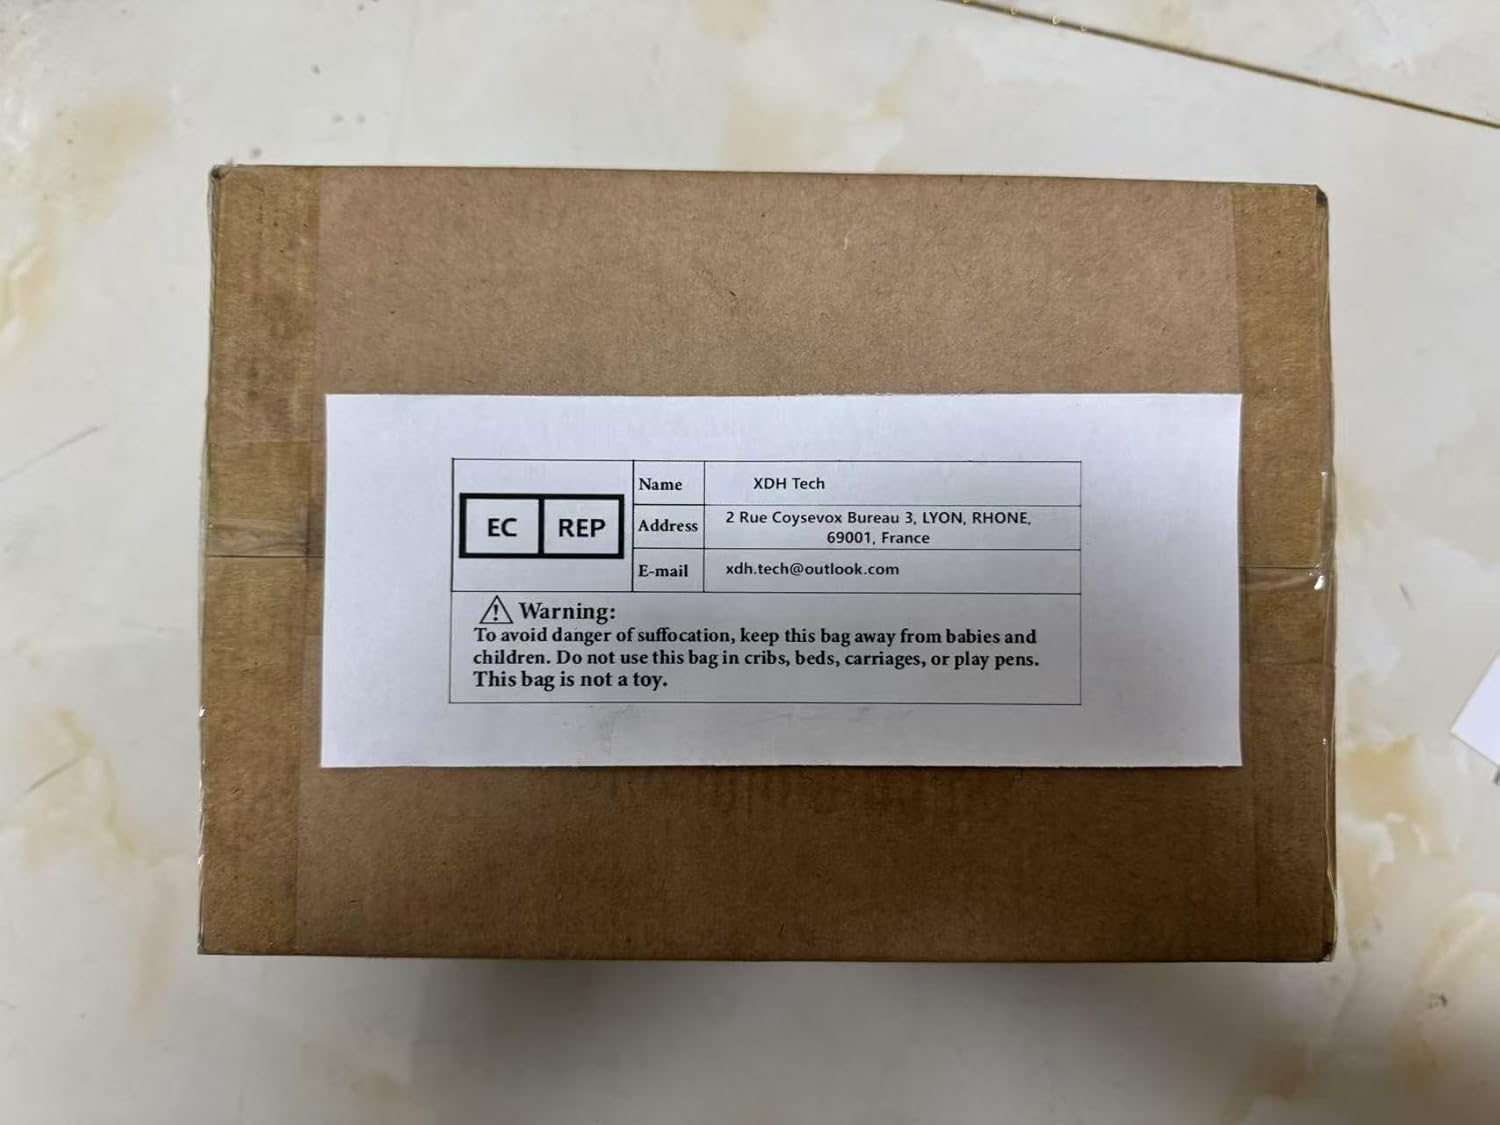 EC REP
Name XDH Tech
Address 2 Rue Coysevox Bureau 3, LYON, RHONE,
69001, France
E-mail xdh.tech@outlook.com
Warning:
To avoid danger of suffocation, keep this bag away from babies and
children. Do not use this bag in cribs, beds, carriages, or play pens.
This bag is not a toy.